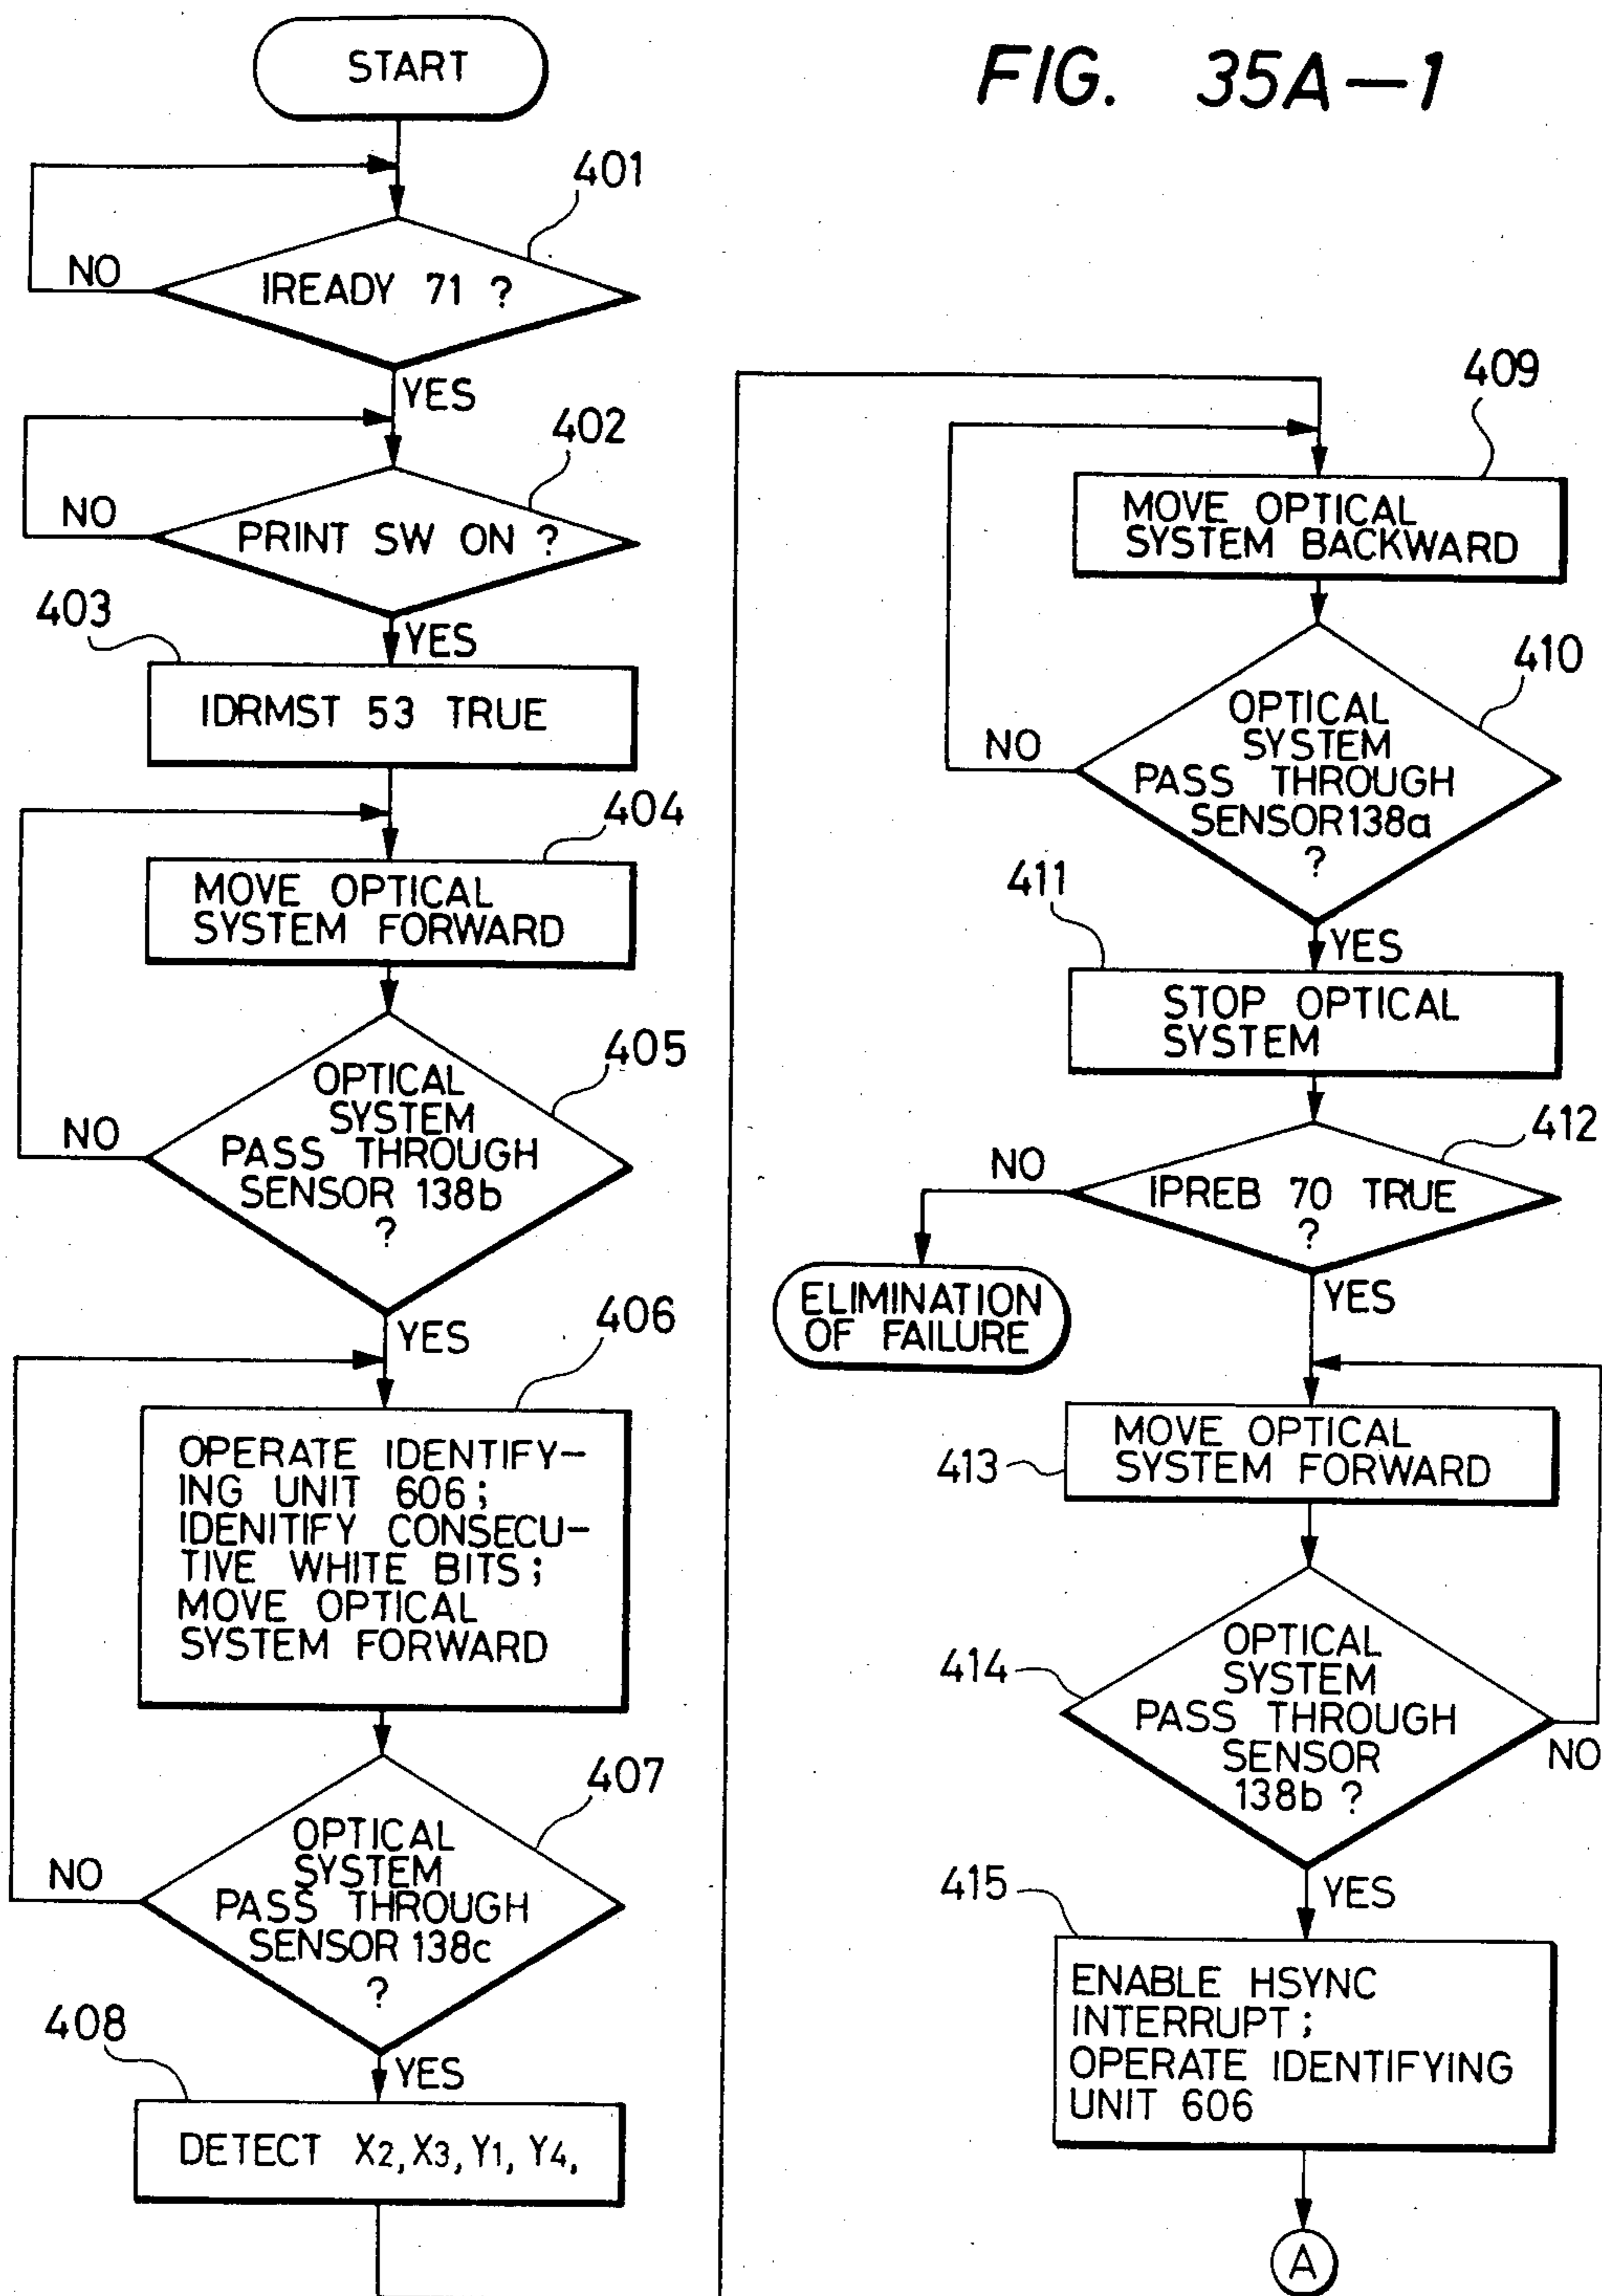 FIG. 35A-1
START
401
NO
IREADY 71 ?
YES
402
NO
PRINT SW ON ?
403
YES
IDRMST 53 TRUE
404
MOVE OPTICAL
SYSTEM FORWARD
405
OPTICAL
SYSTEM
PASS THROUGH
SENSOR 138b
?
NO
YES
406
OPERATE IDENTIFY-
ING UNIT 606;
IDENITIFY CONSECU-
TIVE WHITE BITS;
MOVE OPTICAL
SYSTEM FORWARD
407
OPTICAL
SYSTEM
PASS THROUGH
SENSOR 138c
?
NO
408
YES
DETECT X2, X3, Y1, Y4,
409
MOVE OPTICAL
SYSTEM BACKWARD
410
OPTICAL
SYSTEM
PASS THROUGH
SENSOR 138a
?
NO
411
YES
STOP OPTICAL
SYSTEM
412
NO
IPREB 70 TRUE
?
ELIMINATION
OF FAILURE
YES
413
MOVE OPTICAL
SYSTEM FORWARD
414
OPTICAL
SYSTEM
PASS THROUGH
SENSOR
138b ?
NO
415
YES
ENABLE HSYNC
INTERRUPT;
OPERATE IDENTIFYING
UNIT 606
A